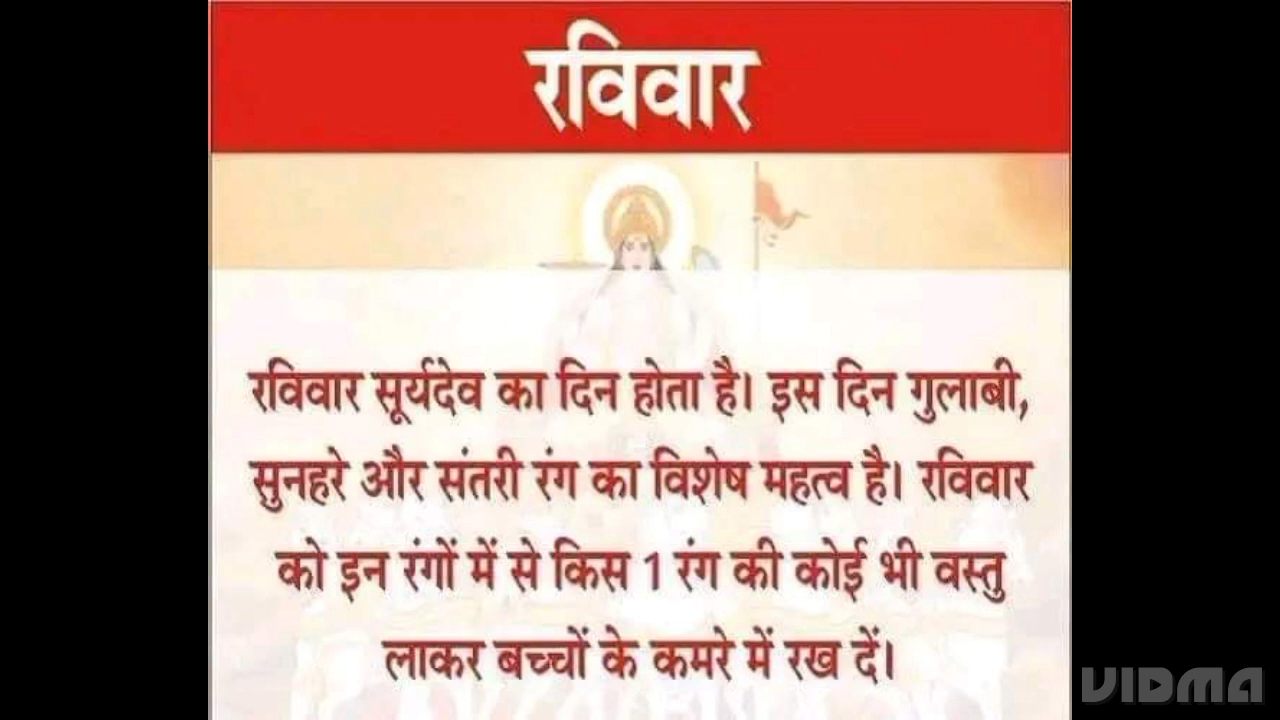 रविवार
रविवार सूर्यदेव का दिन होता है। इस दिन गुलाबी,
सुनहरे और संतरी रंग का विशेष महत्व है। रविवार
को इन रंगों में से किस 1 रंग की कोई भी वस्तु
लाकर बच्चों के कमरे में रख दें।
VIDMA